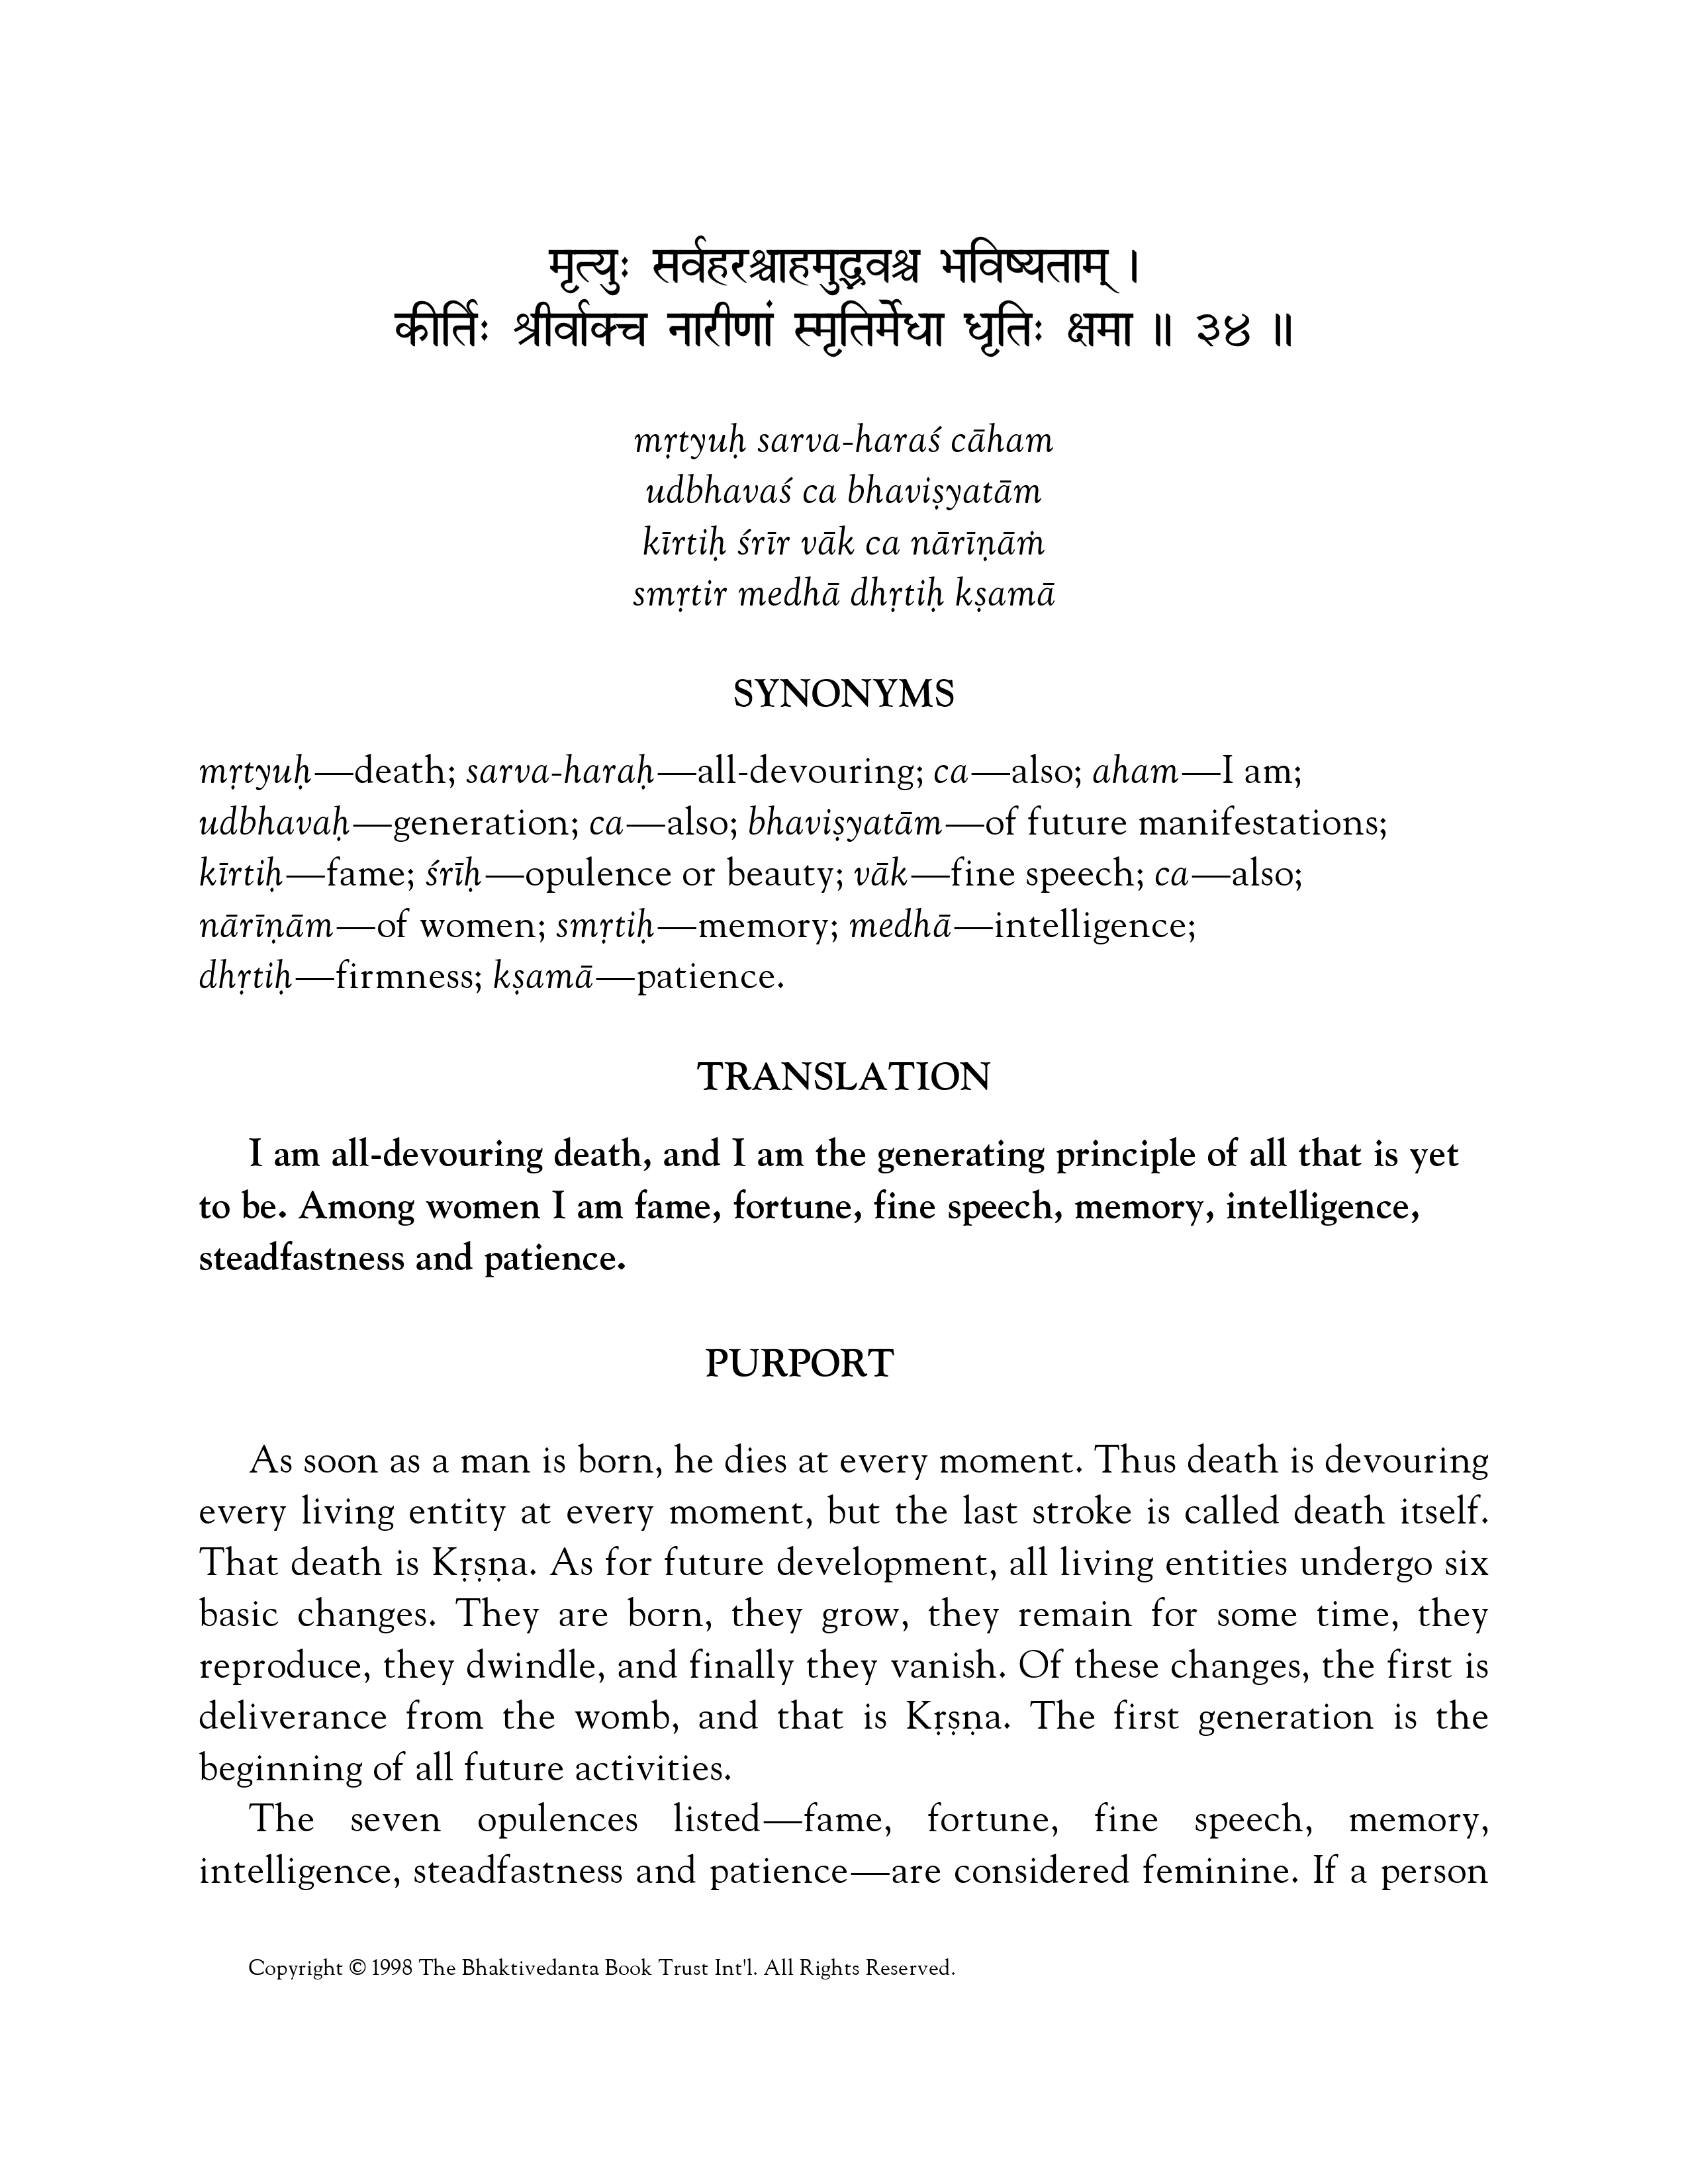 मृत्युः सर्वहरश्चाहमुद्भवश्च भविष्यताम् ।
कीर्तिः श्रीर्वाक्च नारीणां स्मृतिर्मेधा धृतिः क्षमा ॥ ३४ ॥
mṛtyuḥ sarva-haraś cāham
udbhavaś ca bhaviṣyatām
kīrtiḥ śrīr vāk ca nārīṇāṁ
smṛtir medhā dhṛtiḥ kṣamā
SYNONYMS
mṛtyuḥ—death; sarva-haraḥ—all-devouring; ca—also; aham—I am;
udbhavaḥ—generation; ca—also; bhaviṣyatām—of future manifestations;
kīrtiḥ—fame; śrīḥ—opulence or beauty; vāk—fine speech; ca—also;
nārīṇām—of women; smṛtiḥ—memory; medhā—intelligence;
dhṛtiḥ—firmness; kṣamā—patience.
TRANSLATION
I am all-devouring death, and I am the generating principle of all that is yet
to be. Among women I am fame, fortune, fine speech, memory, intelligence,
steadfastness and patience.
PURPORT
As soon as a man is born, he dies at every moment. Thus death is devouring
every living entity at every moment, but the last stroke is called death itself.
That death is Kṛṣṇa. As for future development, all living entities undergo six
basic changes. They are born, they grow, they remain for some time, they
reproduce, they dwindle, and finally they vanish. Of these changes, the first is
deliverance from the womb, and that is Kṛṣṇa. The first generation is the
beginning of all future activities.
The seven opulences listed—fame, fortune, fine speech, memory,
intelligence, steadfastness and patience—are considered feminine. If a person
Copyright © 1998 The Bhaktivedanta Book Trust Int'l. All Rights Reserved.